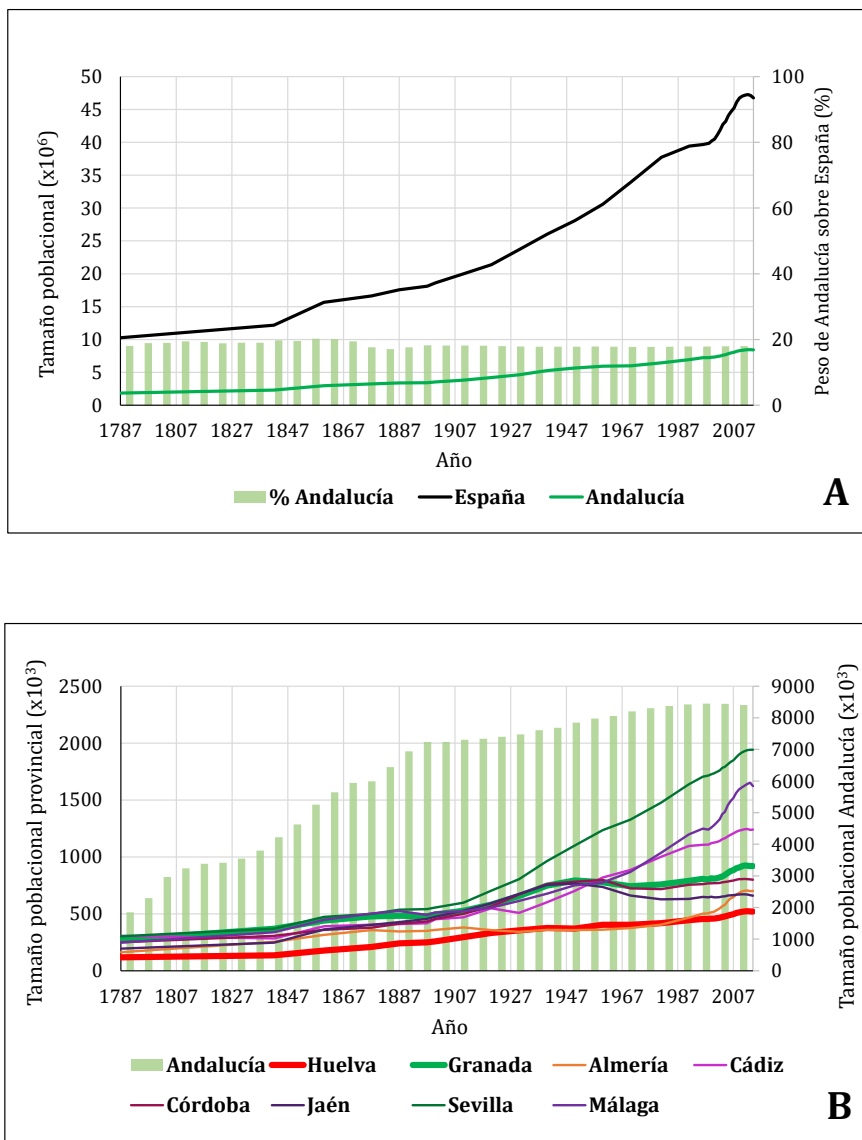 Tamaño poblacional (x10⁶)
50
45
40
35
30
25
20
15
10
5
0
100
80
60
40
20
0
Peso de Andalucía sobre España (%)
1787 1807 1827 1847 1867 1887 1907 1927 1947 1967 1987 2007
Año
% Andalucía España Andalucía
A
Tamaño poblacional provincial (x10³)
2500
2000
1500
1000
500
0
9000
8000
7000
6000
5000
4000
3000
2000
1000
0
Tamaño poblacional Andalucía (x10³)
1787 1807 1827 1847 1867 1887 1907 1927 1947 1967 1987 2007
Año
Andalucía Huelva Granada Almería Cádiz
Córdoba Jaén Sevilla Málaga
B